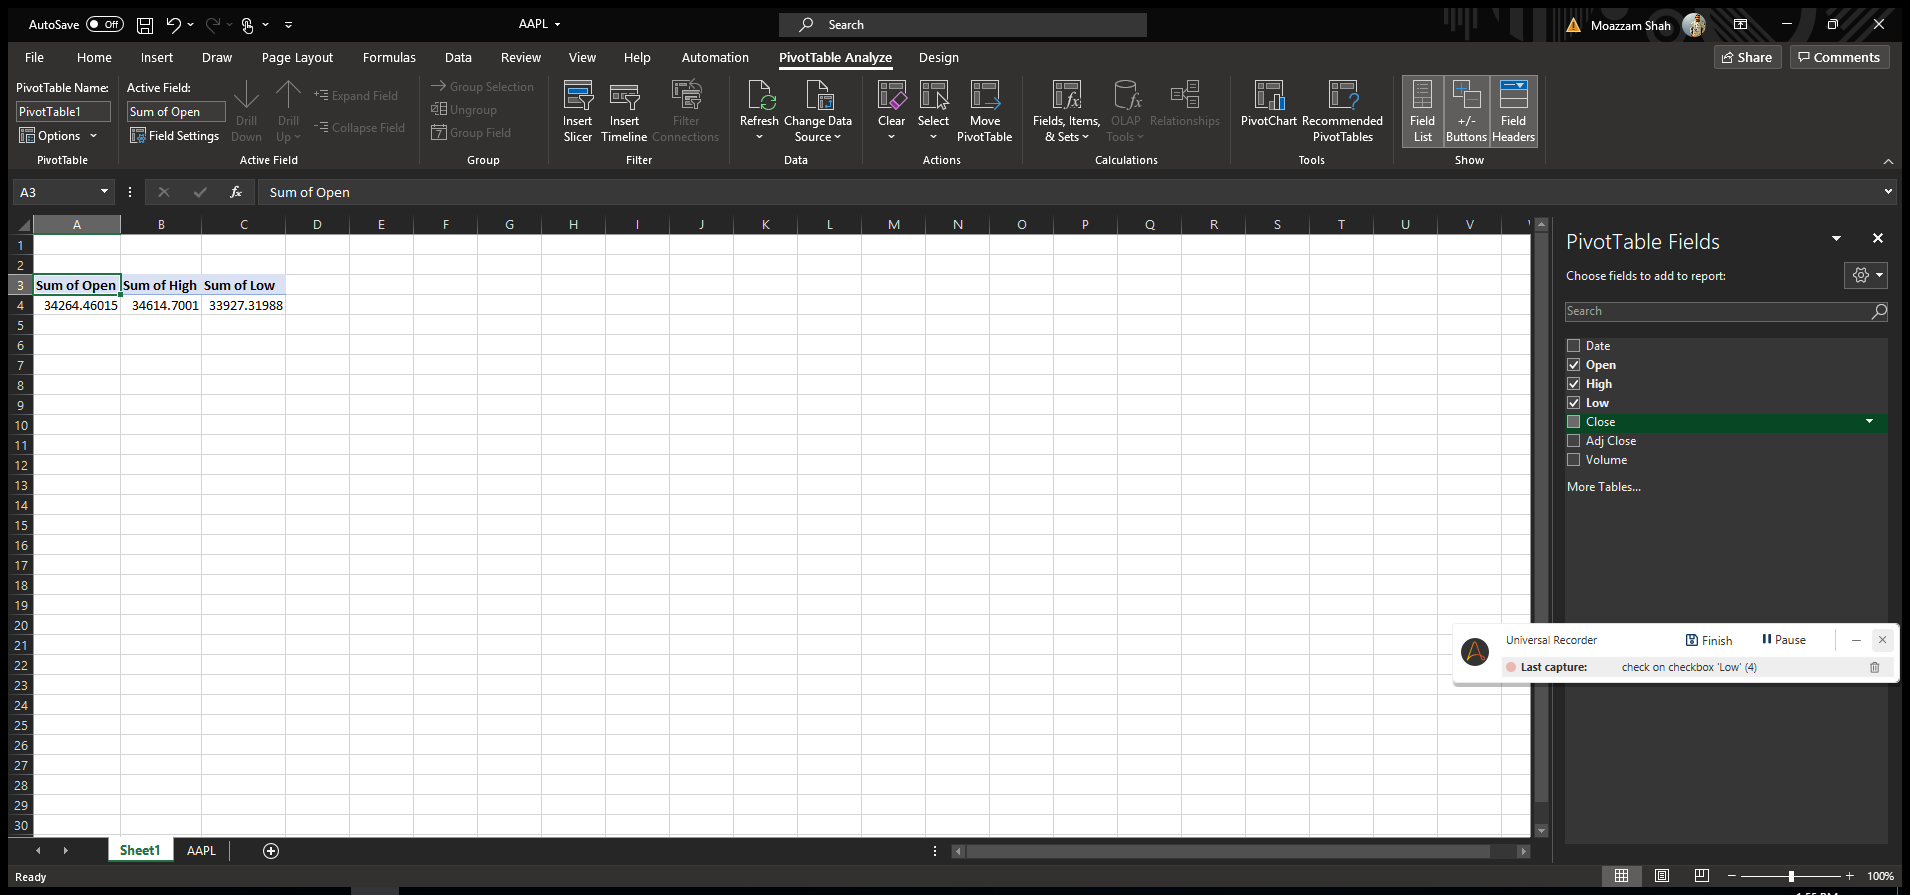 AutoSave Off
AAPL
Search
Moazzam Shah
File Home Insert Draw Page Layout Formulas Data Review View Help Automation PivotTable Analyze Design
Share Comments
PivotTable Name:
PivotTable1
Options
PivotTable
Active Field:
Sum of Open
Field Settings
Drill Down
Drill Up
Expand Field
Collapse Field
Active Field
Group Selection
Ungroup
Group Field
Group
Insert Slicer
Insert Timeline
Filter Connections
Filter
Refresh
Change Data Source
Data
Clear
Select
Move PivotTable
Actions
Fields, Items, & Sets
OLAP Tools
Relationships
Calculations
PivotChart
Recommended PivotTables
Tools
Field List
+/- Buttons
Field Headers
Show
A3
fx
Sum of Open
A B C D E F G H I J K L M N O P Q R S T U V
1
2
3 Sum of Open Sum of High Sum of Low
4 34264.46015 34614.7001 33927.31988
5
6
7
8
9
10
11
12
13
14
15
16
17
18
19
20
21
22
23
24
25
26
27
28
29
30
PivotTable Fields
Choose fields to add to report:
Search
Date
Open
High
Low
Close
Adj Close
Volume
More Tables...
Universal Recorder
Finish
Pause
Last capture: check on checkbox 'Low' (4)
Sheet1 AAPL
Ready
100%